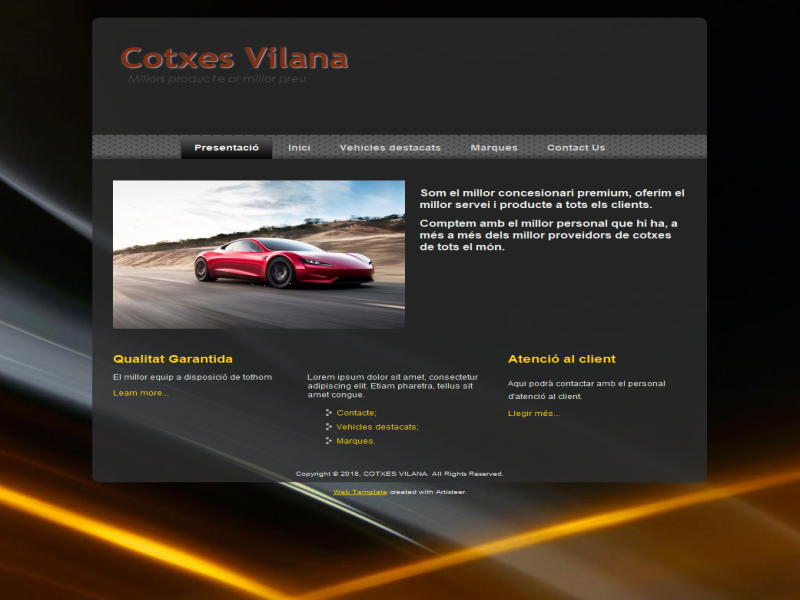 Cotxes Vilana
Millors producte al millor preu
Presentació Inici Vehicles destacats Marques Contact Us
Som el millor concesionari premium, oferim el
millor servei i producte a tots els clients.
Comptem amb el millor personal que hi ha, a
més a més dels millor proveidors de cotxes
de tots el món.
Qualitat Garantida
El millor equip a disposició de tothom
Learn more...
Lorem ipsum dolor sit amet, consectetur
adipiscing elit. Etiam pharetra, tellus sit
amet congue.
Contacte;
Vehicles destacats;
Marques.
Atenció al client
Aqui podrà contactar amb el personal
d'atenció al client.
Llegir més...
Copyright © 2018, COTXES VILANA. All Rights Reserved.
Web Template created with Artisteer.